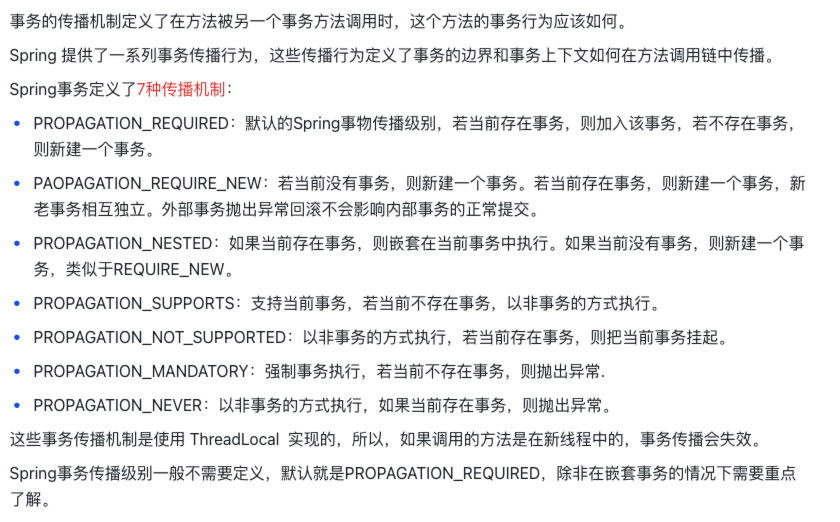 事务的传播机制定义了在方法被另一个事务方法调用时，这个方法的事务行为应该如何。
Spring 提供了一系列事务传播行为，这些传播行为定义了事务的边界和事务上下文如何在方法调用链中传播。
Spring事务定义了7种传播机制：
• PROPAGATION_REQUIRED：默认的Spring事物传播级别，若当前存在事务，则加入该事务，若不存在事务，
则新建一个事务。
• PAOPAGATION_REQUIRE_NEW：若当前没有事务，则新建一个事务。若当前存在事务，则新建一个事务，新
老事务相互独立。外部事务抛出异常回滚不会影响内部事务的正常提交。
• PROPAGATION_NESTED：如果当前存在事务，则嵌套在当前事务中执行。如果当前没有事务，则新建一个事
务，类似于REQUIRE_NEW。
• PROPAGATION_SUPPORTS：支持当前事务，若当前不存在事务，以非事务的方式执行。
• PROPAGATION_NOT_SUPPORTED：以非事务的方式执行，若当前存在事务，则把当前事务挂起。
• PROPAGATION_MANDATORY：强制事务执行，若当前不存在事务，则抛出异常.
• PROPAGATION_NEVER：以非事务的方式执行，如果当前存在事务，则抛出异常。
这些事务传播机制是使用 ThreadLocal 实现的，所以，如果调用的方法是在新线程中的，事务传播会失效。
Spring事务传播级别一般不需要定义，默认就是PROPAGATION_REQUIRED，除非在嵌套事务的情况下需要重点
了解。